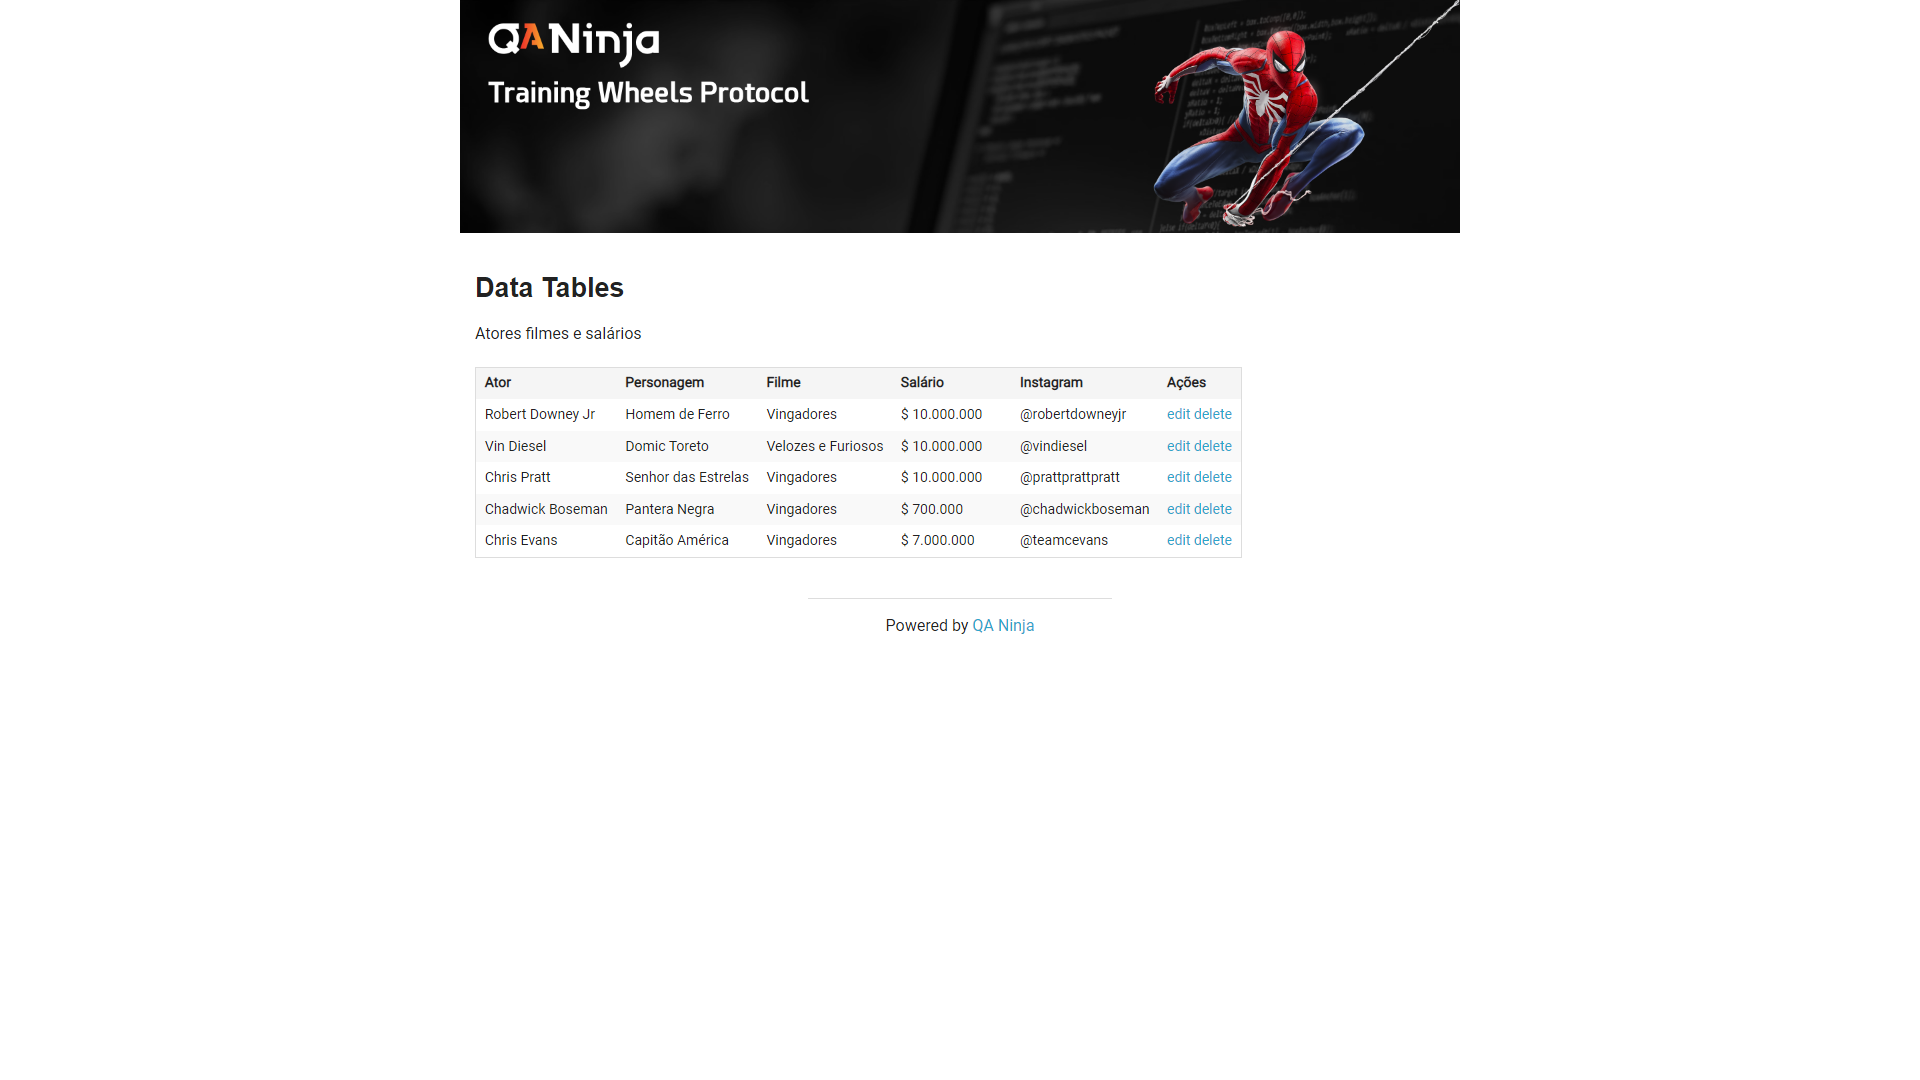 QANinja
Training Wheels Protocol
Data Tables
Atores filmes e salários
Ator Personagem Filme Salário Instagram Ações
Robert Downey Jr Homem de Ferro Vingadores $ 10.000.000 @robertdowneyjr edit delete
Vin Diesel Domic Toreto Velozes e Furiosos $ 10.000.000 @vindiesel edit delete
Chris Pratt Senhor das Estrelas Vingadores $ 10.000.000 @prattprattpratt edit delete
Chadwick Boseman Pantera Negra Vingadores $ 700.000 @chadwickboseman edit delete
Chris Evans Capitão América Vingadores $ 7.000.000 @teamcevans edit delete
Powered by QA Ninja